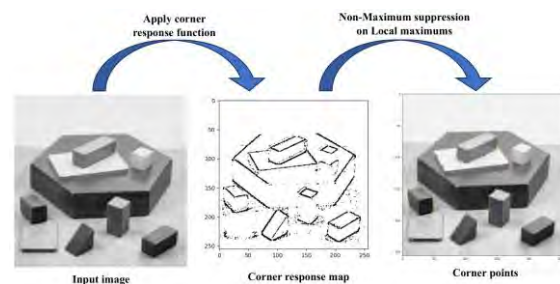 Apply corner
response function
Non-Maximum suppression
on Local maximums
0
50
100
150
200
250
0 50 100 150 200 250
Input image
Corner response map
Corner points